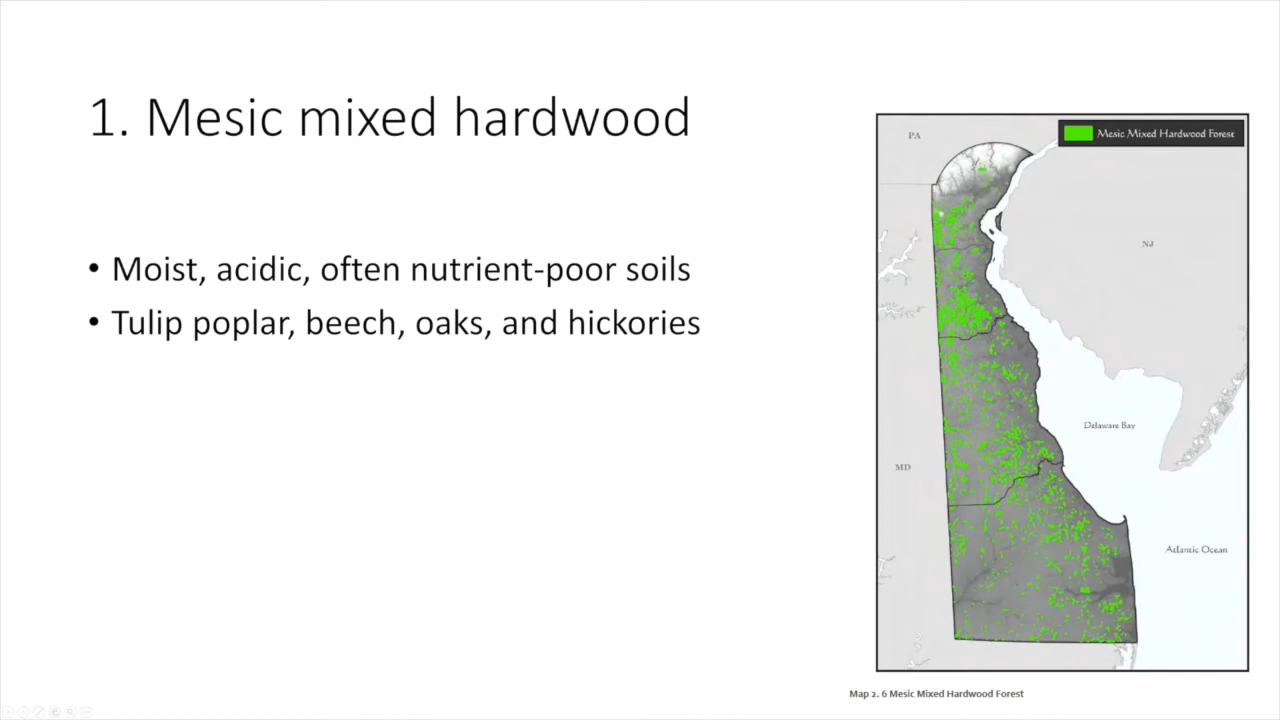 1. Mesic mixed hardwood
• Moist, acidic, often nutrient-poor soils
• Tulip poplar, beech, oaks, and hickories
PA
Mesic Mixed Hardwood Forest
NJ
Delaware Bay
MD
Atlantic Ocean
Map 2. 6 Mesic Mixed Hardwood Forest